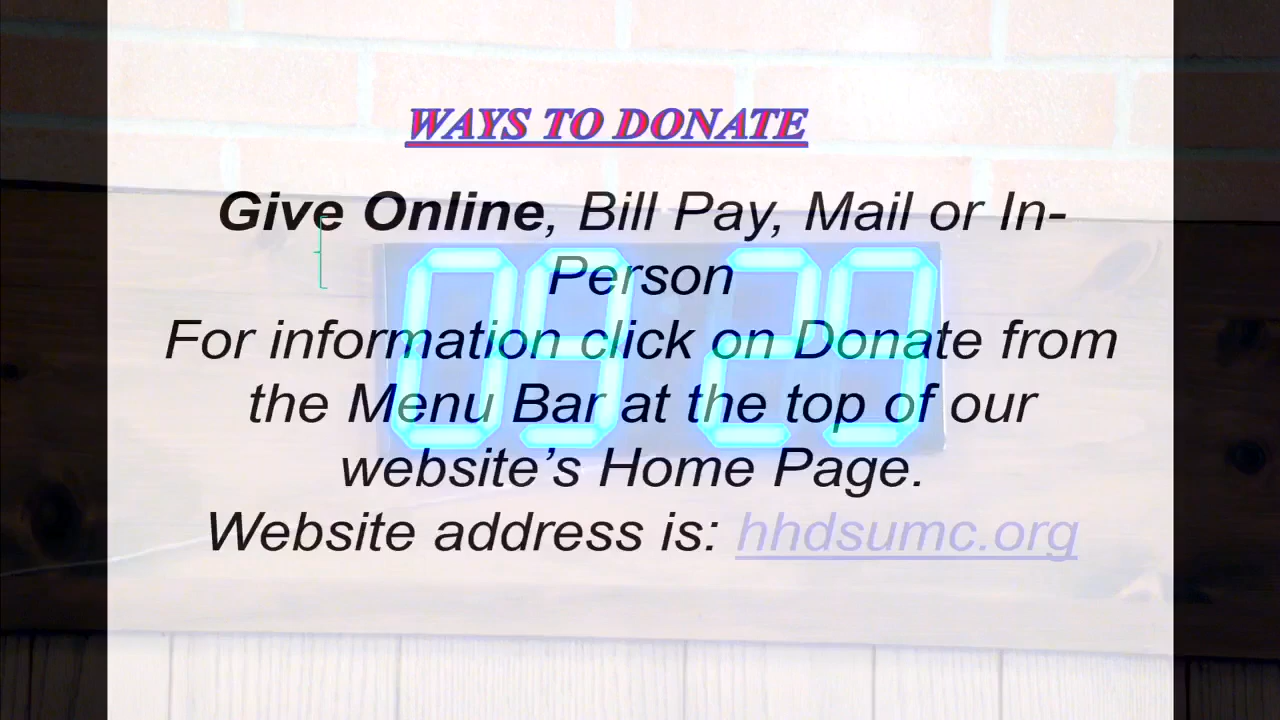 WAYS TO DONATE
Give Online, Bill Pay, Mail or In-
Person
09 20
For information click on Donate from
the Menu Bar at the top of our
website’s Home Page.
Website address is: hhdsumc.org